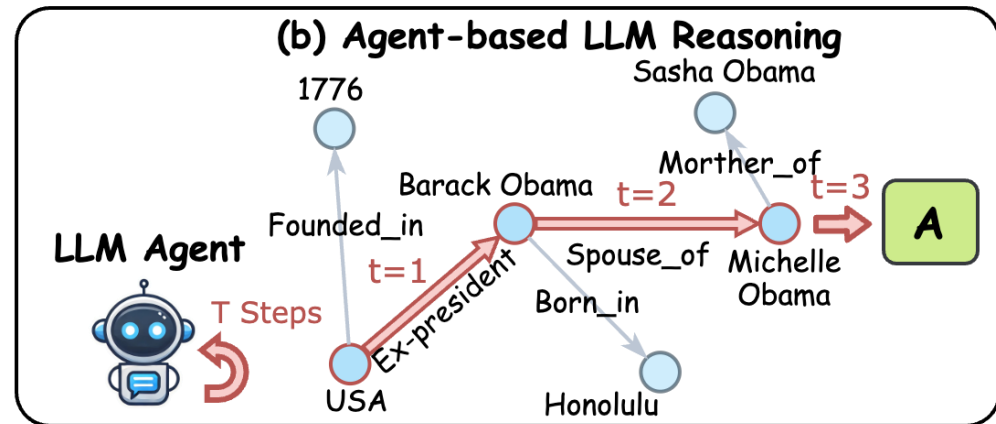 (b) Agent-based LLM Reasoning
1776
Sasha Obama
Barack Obama
Morther_of
t=3
t=2
Founded_in
A
LLM Agent
t=1
Spouse_of
Michelle
Obama
Ex-president
Born_in
T Steps
USA
Honolulu